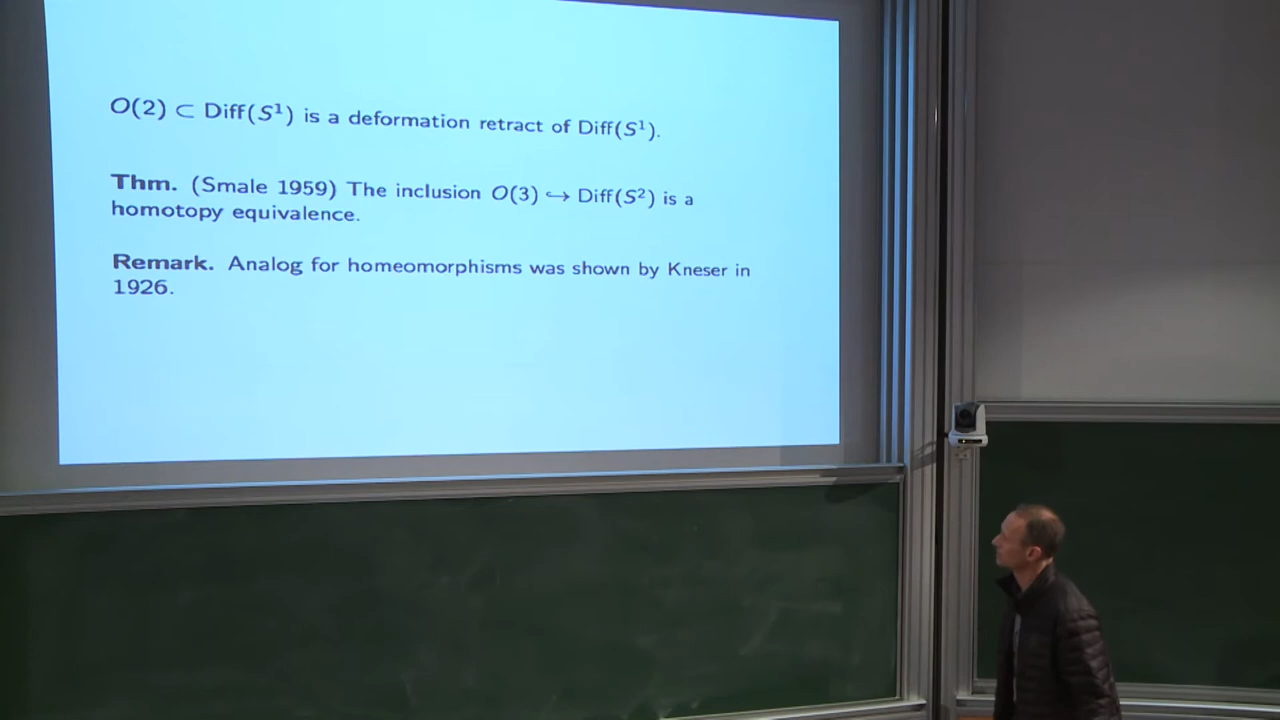 O(2) ⊂ Diff(S¹) is a deformation retract of Diff(S¹).
Thm. (Smale 1959) The inclusion O(3) ↪ Diff(S²) is a
homotopy equivalence.
Remark. Analog for homeomorphisms was shown by Kneser in
1926.